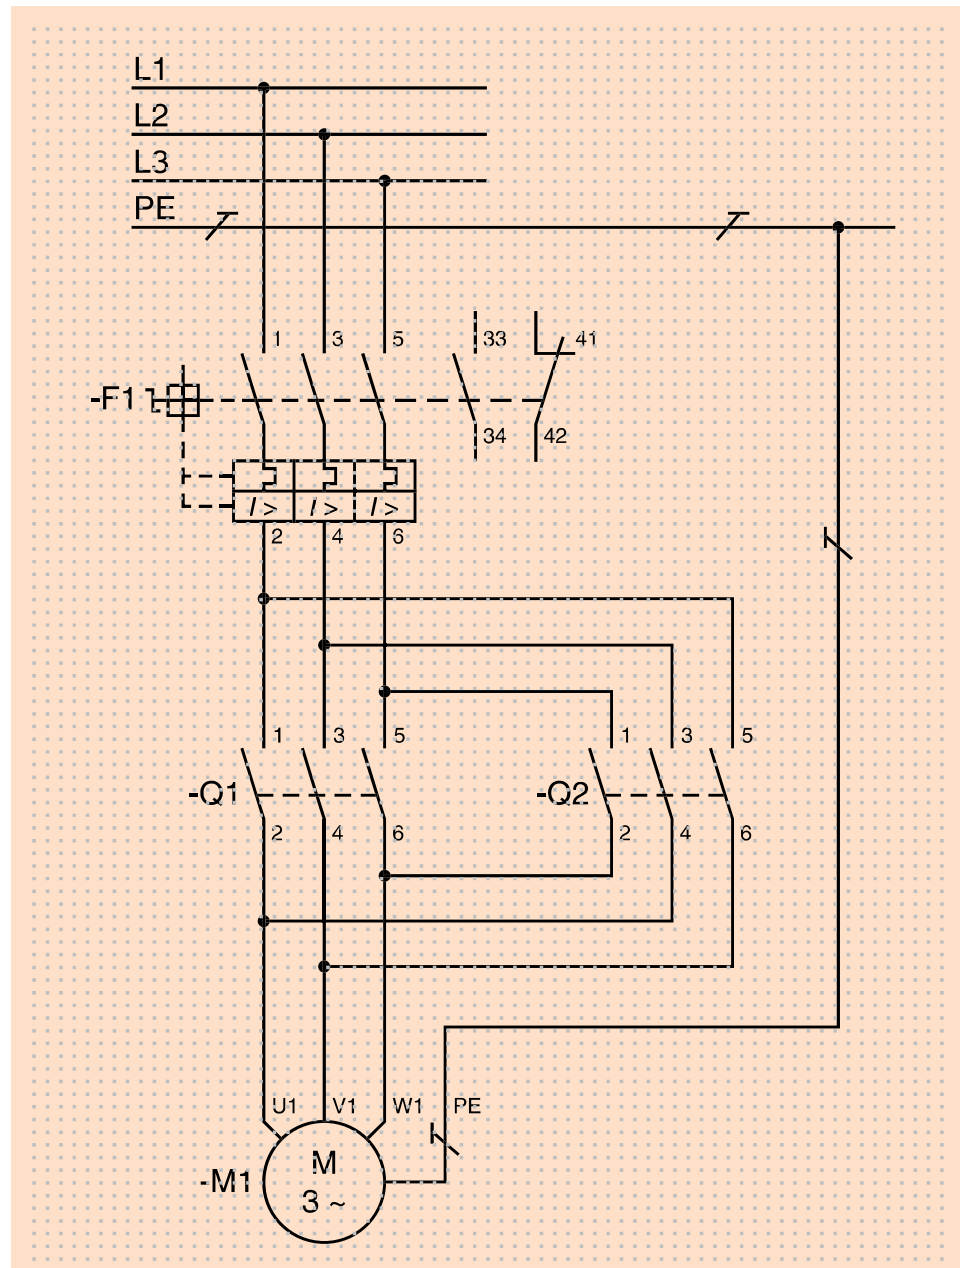 L1
L2
L3
PE
1 3 5 33 41
-F1
34 42
I > I > I >
2 4 6
1 3 5 1 3 5
-Q1 -Q2
2 4 6 2 4 6
U1 V1 W1 PE
M
-M1
3 ~